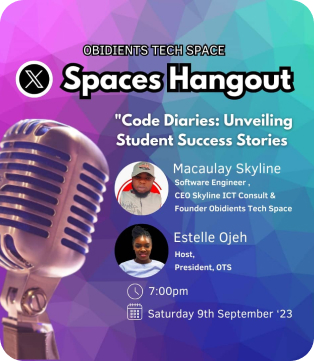 OBIDIENTS TECH SPACE
Spaces Hangout
"Code Diaries: Unveiling
Student Success Stories
Macaulay Skyline
Software Engineer ,
CEO Skyline ICT Consult &
Founder Obidients Tech Space
Estelle Ojeh
Host,
President, OTS
7:00pm
Saturday 9th September '23